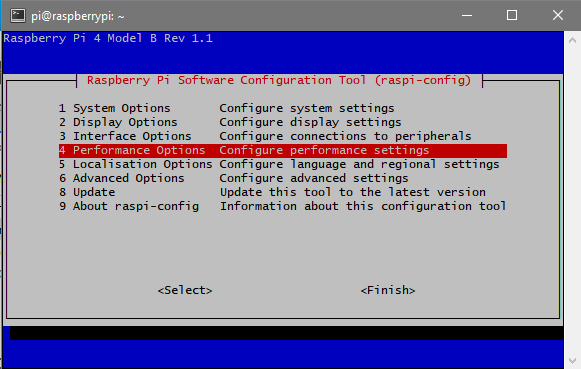 pi@raspberrypi: ~
Raspberry Pi 4 Model B Rev 1.1
Raspberry Pi Software Configuration Tool (raspi-config)
1 System Options Configure system settings
2 Display Options Configure display settings
3 Interface Options Configure connections to peripherals
4 Performance Options Configure performance settings
5 Localisation Options Configure language and regional settings
6 Advanced Options Configure advanced settings
8 Update Update this tool to the latest version
9 About raspi-config Information about this configuration tool
<Select> <Finish>